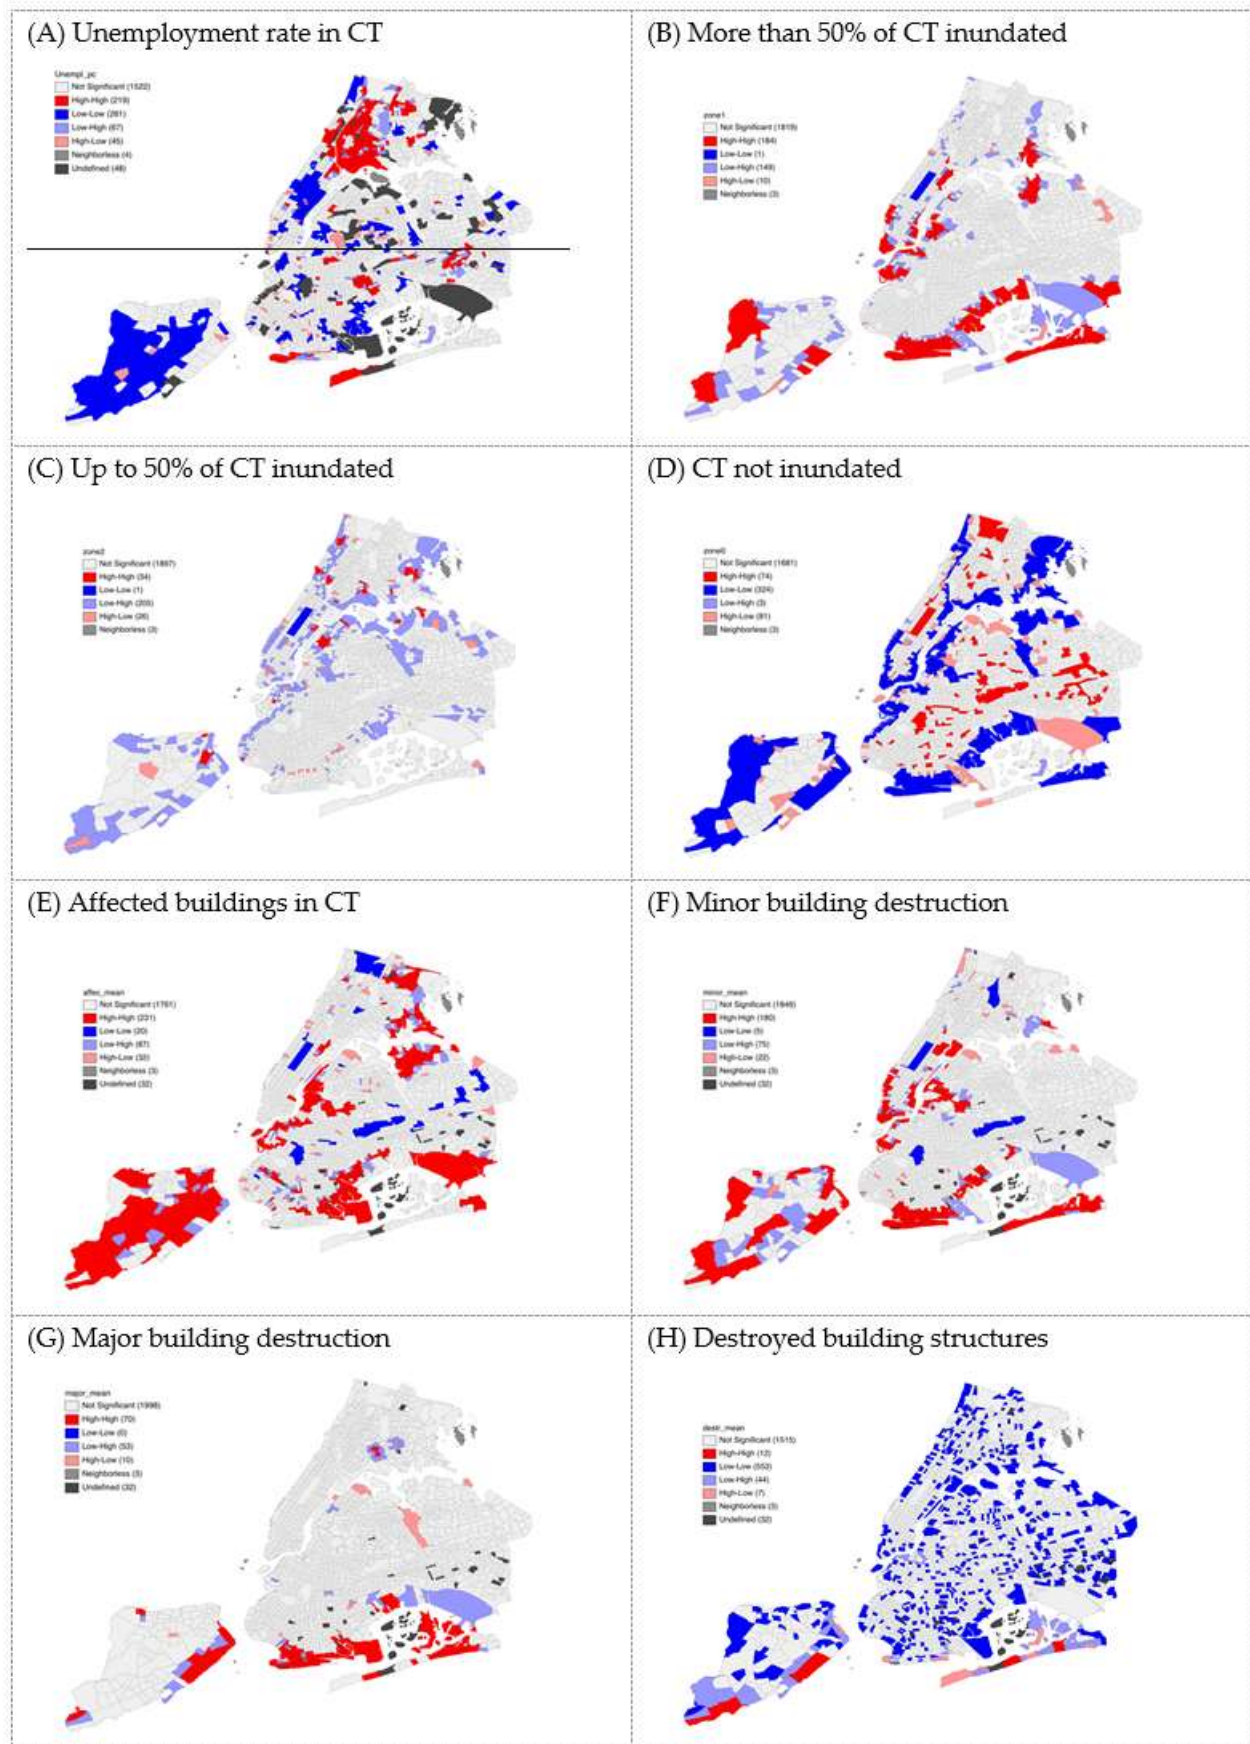 (A) Unemployment rate in CT
Unempl_pc
Not Significant (1522)
High-High (219)
Low-Low (261)
Low-High (67)
High-Low (45)
Neighborless (4)
Undefined (48)
(B) More than 50% of CT inundated
zone1
Not Significant (1819)
High-High (184)
Low-Low (1)
Low-High (149)
High-Low (10)
Neighborless (3)
(C) Up to 50% of CT inundated
zone2
Not Significant (1897)
High-High (34)
Low-Low (1)
Low-High (205)
High-Low (26)
Neighborless (3)
(D) CT not inundated
zone0
Not Significant (1681)
High-High (74)
Low-Low (324)
Low-High (3)
High-Low (81)
Neighborless (3)
(E) Affected buildings in CT
affec_mean
Not Significant (1761)
High-High (231)
Low-Low (20)
Low-High (87)
High-Low (32)
Neighborless (3)
Undefined (32)
(F) Minor building destruction
minor_mean
Not Significant (1849)
High-High (180)
Low-Low (5)
Low-High (75)
High-Low (22)
Neighborless (3)
Undefined (32)
(G) Major building destruction
major_mean
Not Significant (1998)
High-High (70)
Low-Low (0)
Low-High (53)
High-Low (10)
Neighborless (3)
Undefined (32)
(H) Destroyed building structures
destr_mean
Not Significant (1515)
High-High (12)
Low-Low (553)
Low-High (44)
High-Low (7)
Neighborless (3)
Undefined (32)